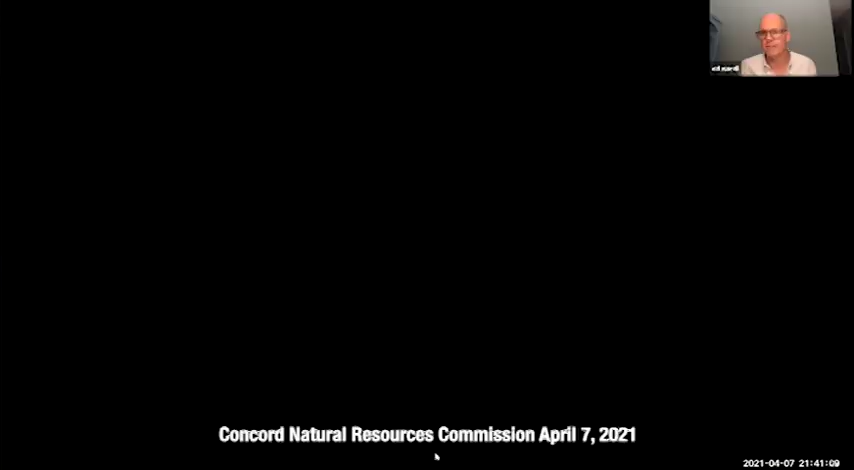 Concord Natural Resources Commission April 7, 2021
2021-04-07 21:41:09